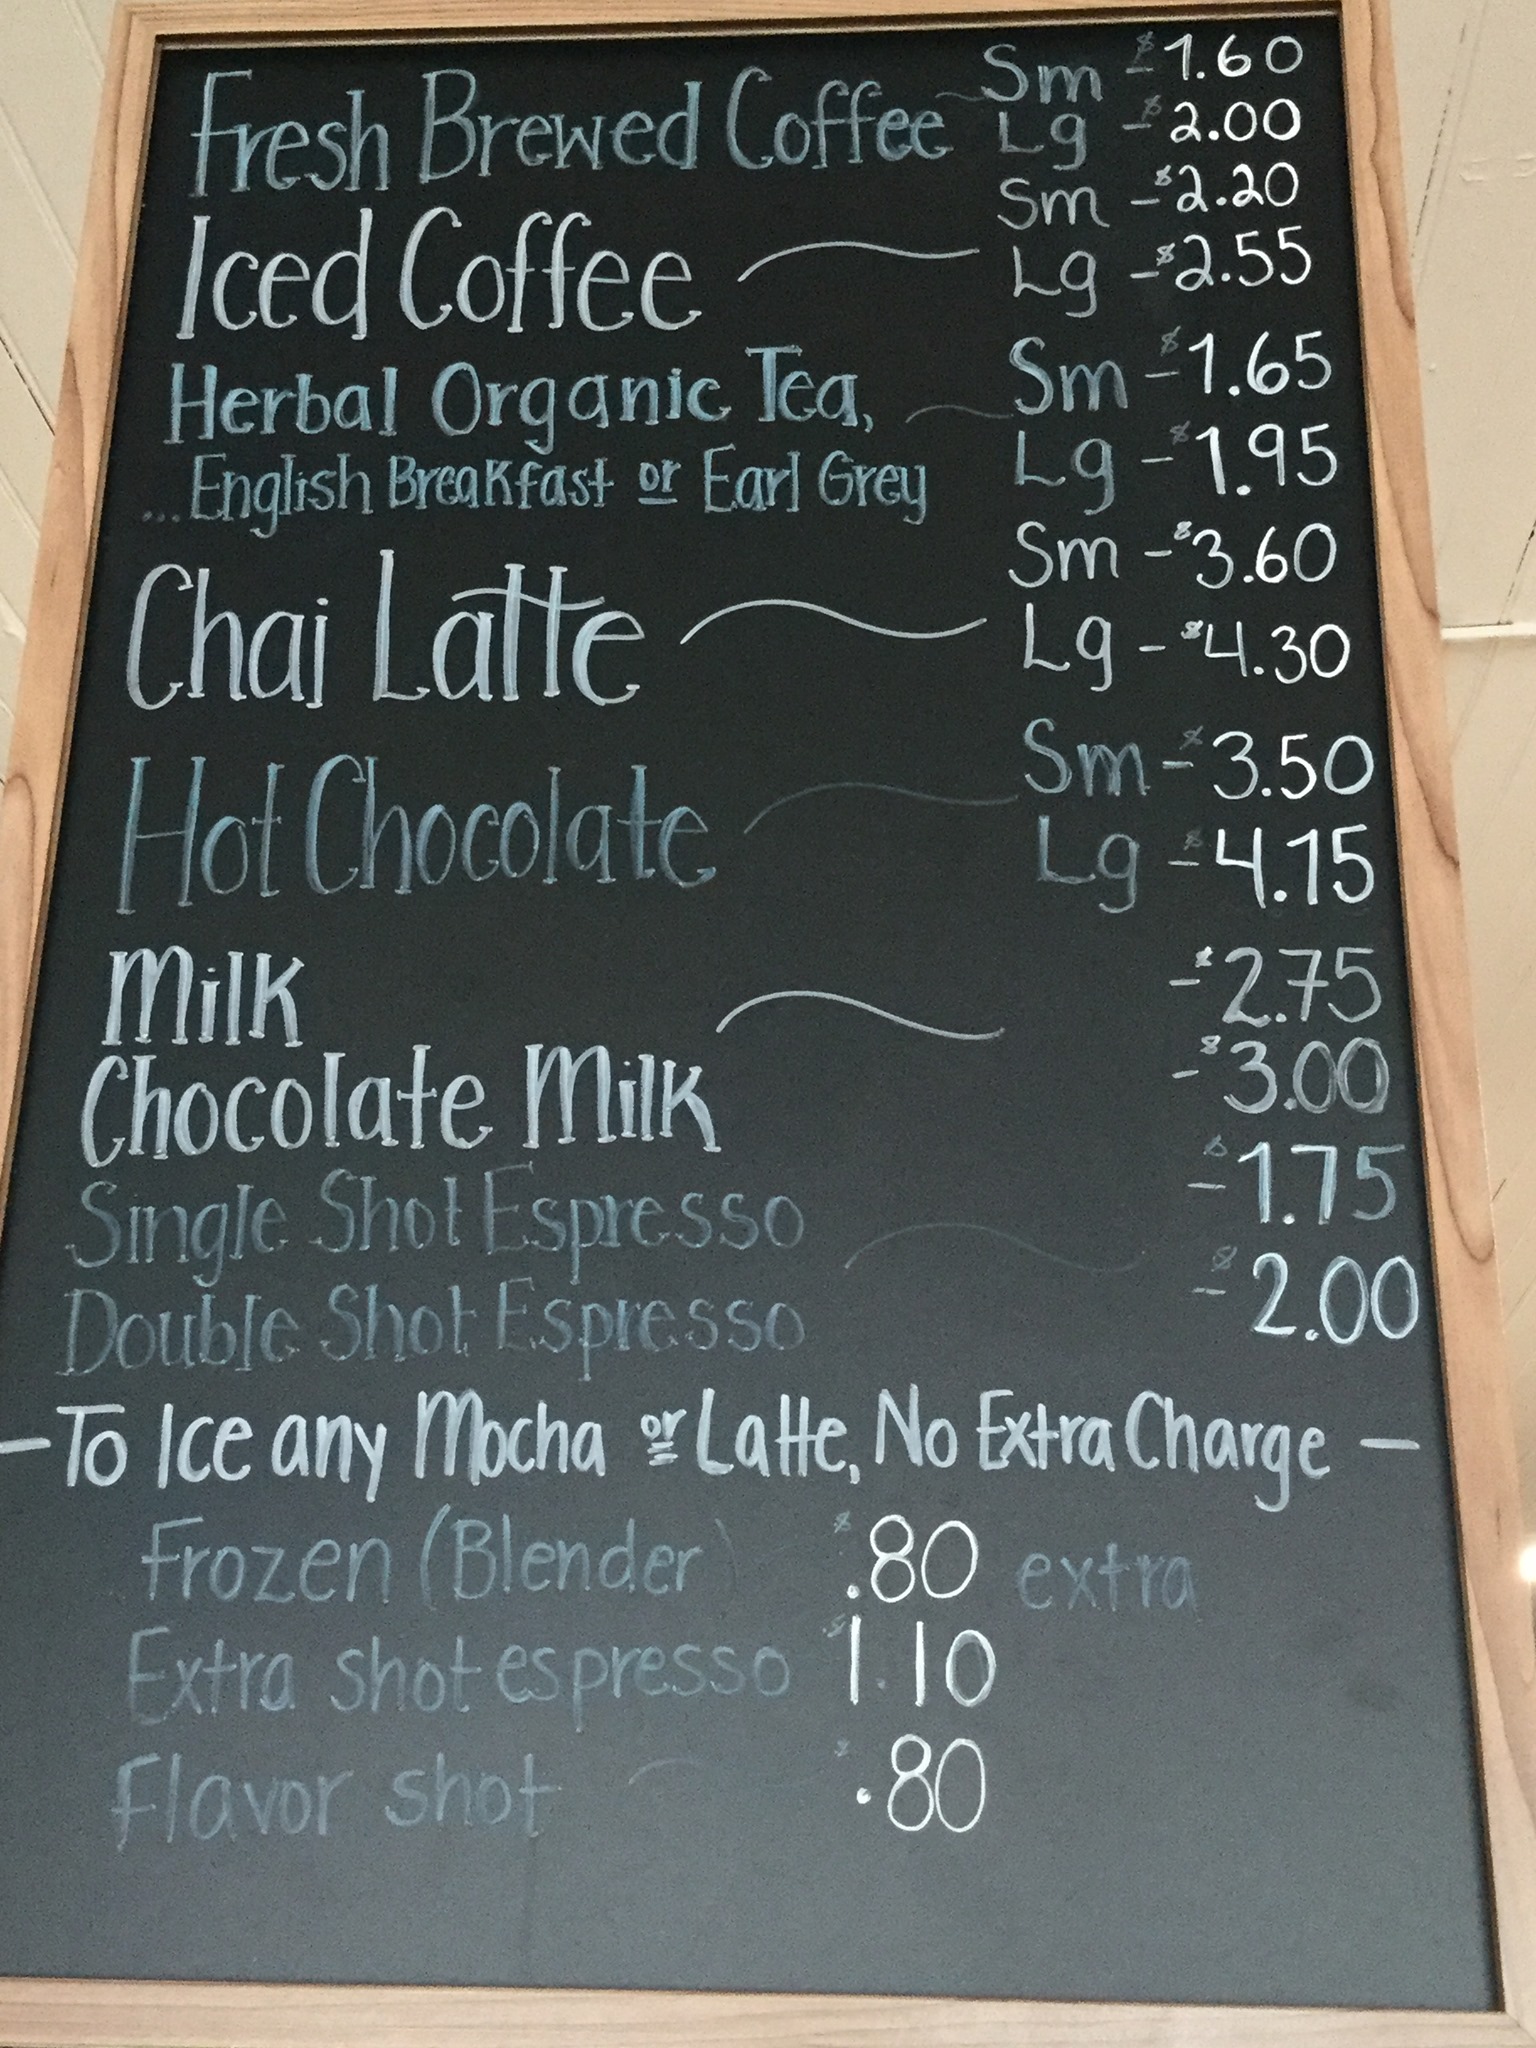 Fresh Brewed Coffee Sm - $1.60
Lg - $2.00
Iced Coffee Sm - $2.20
Lg - $2.55
Herbal Organic Tea, Sm - $1.65
...English Breakfast or Earl Grey Lg - $1.95
Chai Latte Sm - $3.60
Lg - $4.30
Hot Chocolate Sm - $3.50
Lg - $4.15
Milk - $2.75
Chocolate Milk - $3.00
Single Shot Espresso - $1.75
Double Shot Espresso - $2.00
- To Ice any Mocha or Latte, No Extra Charge -
Frozen (Blender) $.80 extra
Extra shot espresso $1.10
Flavor shot $.80